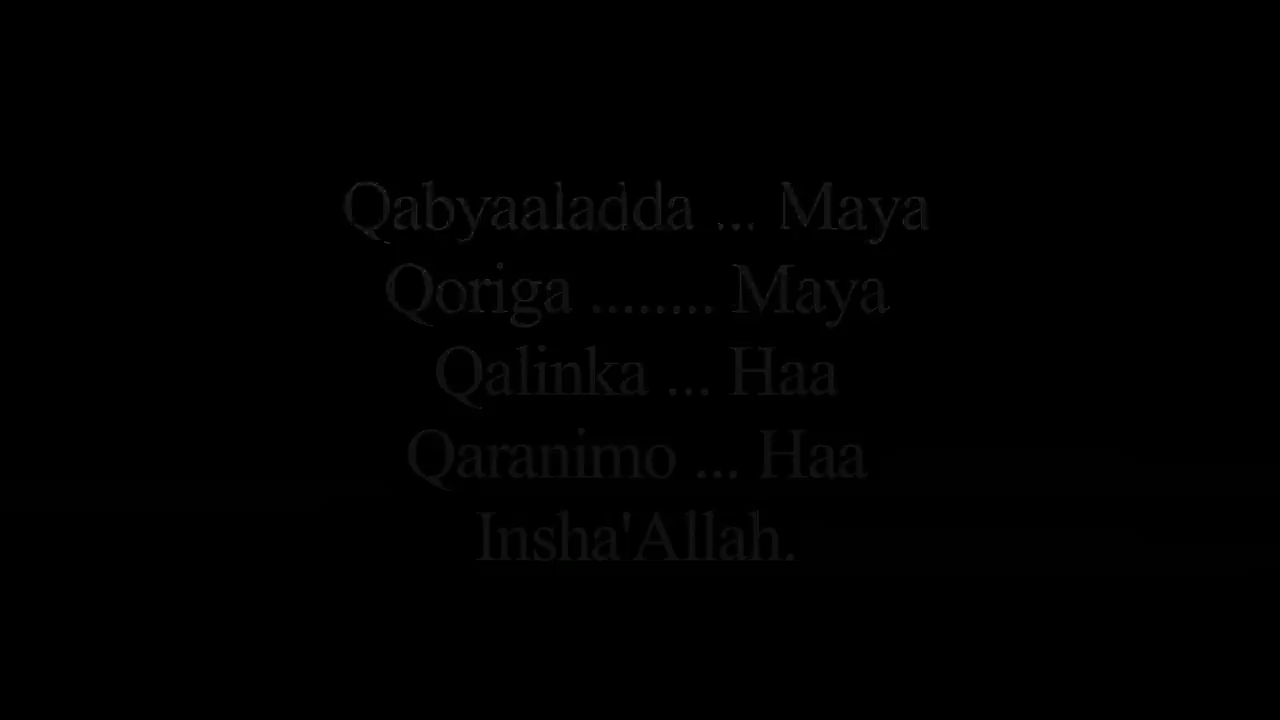 Qabyaaladda ... Maya
Qoriga ........ Maya
Qalinka ... Haa
Qaranimo ... Haa
Insha'Allah.